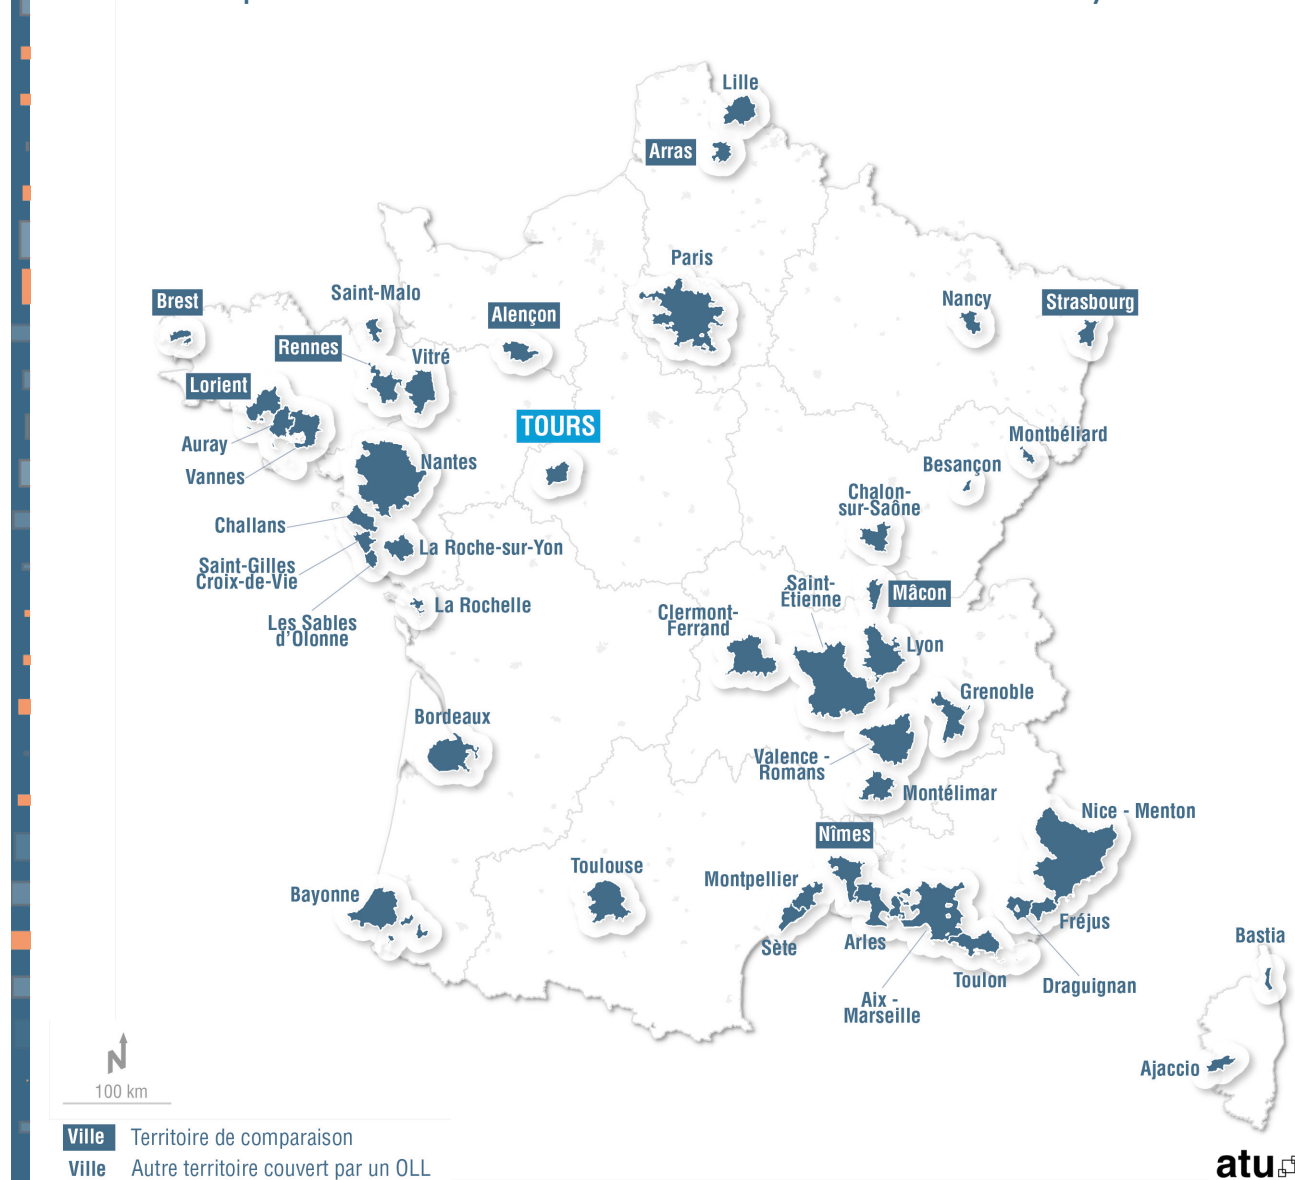 Lille
Arras
Paris
Saint-Malo
Brest
Nancy
Strasbourg
Alençon
Rennes
Vitré
Lorient
TOURS
Auray
Montbéliard
Nantes
Besançon
Vannes
Chalon-
sur-Saône
Challans
La Roche-sur-Yon
Saint-Gilles
Croix-de-Vie
Saint-
Étienne
Mâcon
La Rochelle
Clermont-
Ferrand
Les Sables
d'Olonne
Lyon
Grenoble
Bordeaux
Valence -
Romans
Montélimar
Nice - Menton
Nîmes
Toulouse
Montpellier
Bayonne
Fréjus
Bastia
Sète
Arles
Toulon
Draguignan
Aix -
Marseille
Ajaccio
N
100 km
Ville Territoire de comparaison
Ville Autre territoire couvert par un OLL
atu